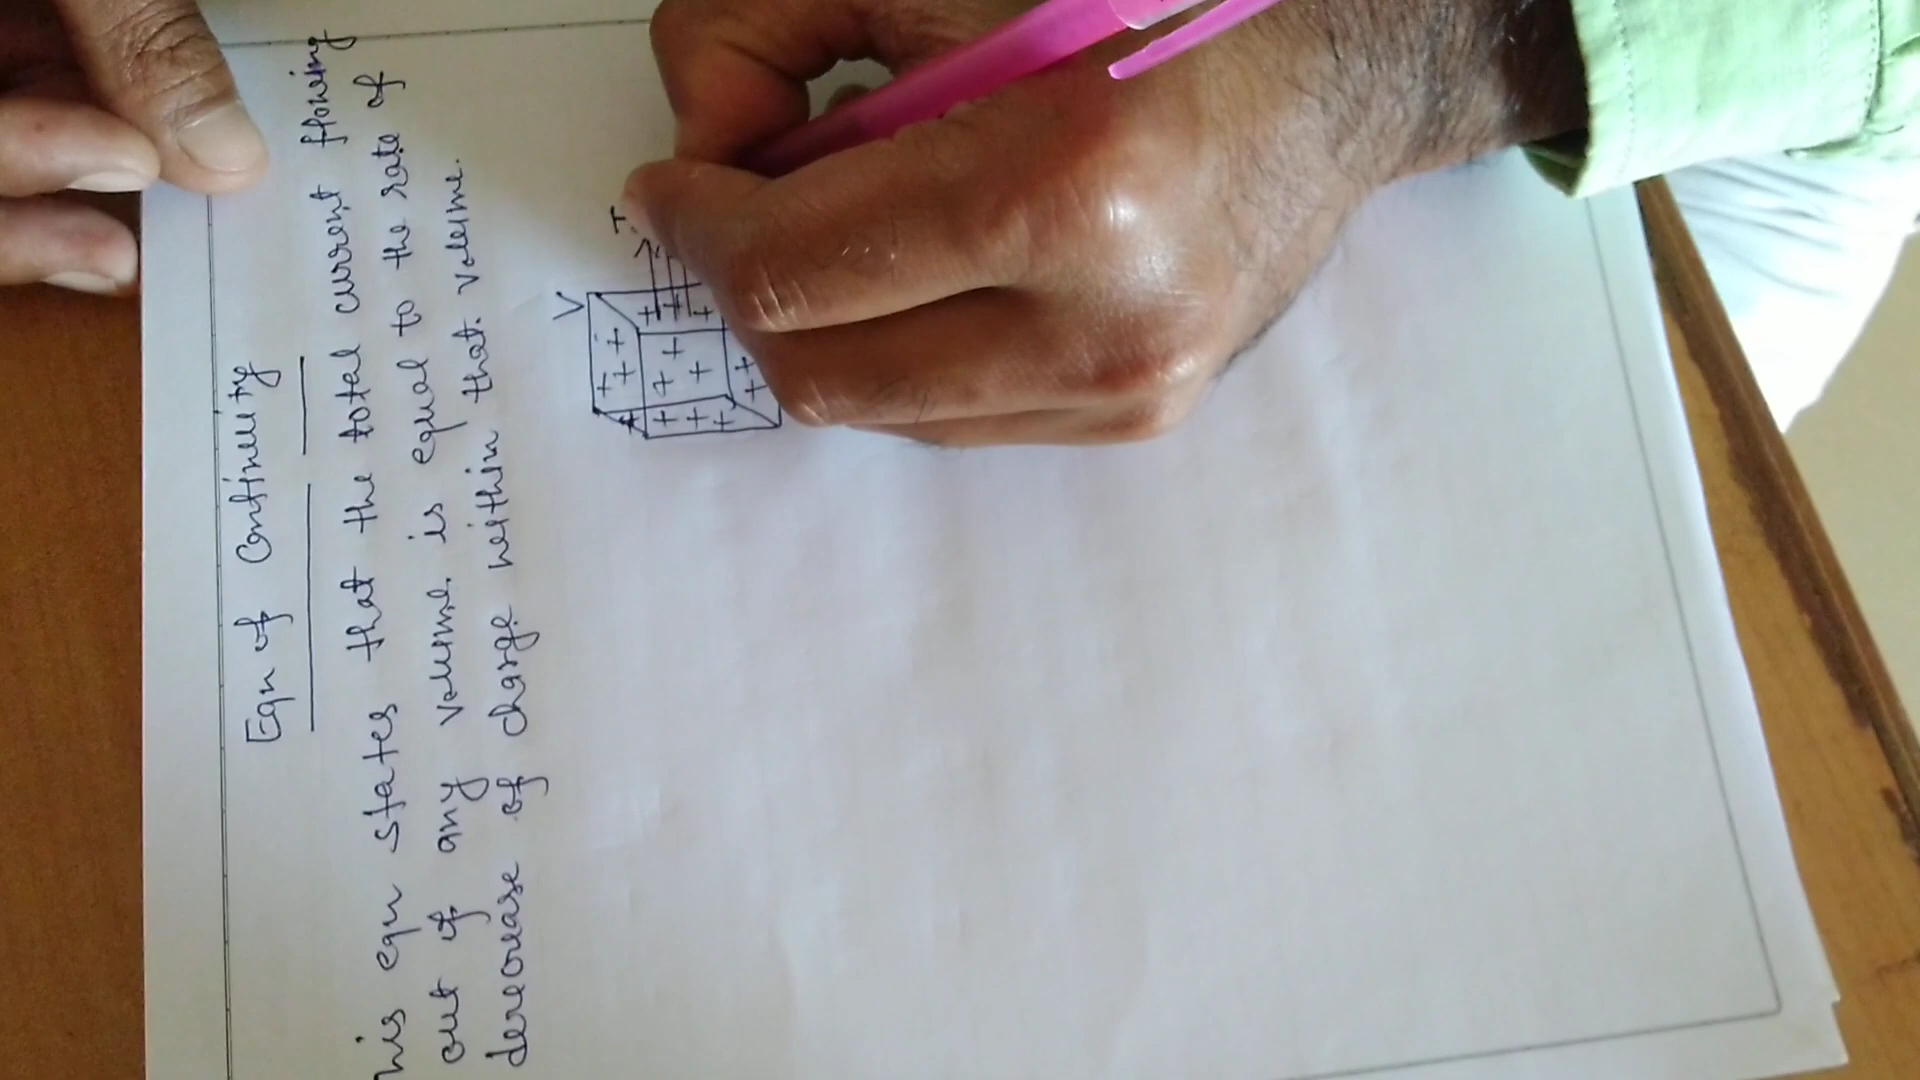 Eqn of Continuity
his eqn states that the total current flowing
out of any volume is equal to the rate of
decrease of charge within that volume.
V
I